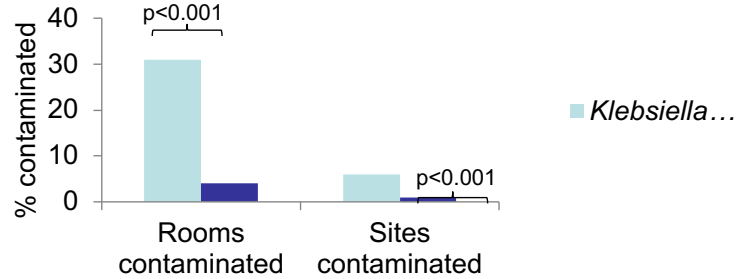 % contaminated
40
30
20
10
0
p<0.001
p<0.001
Rooms
contaminated
Sites
contaminated
Klebsiella…